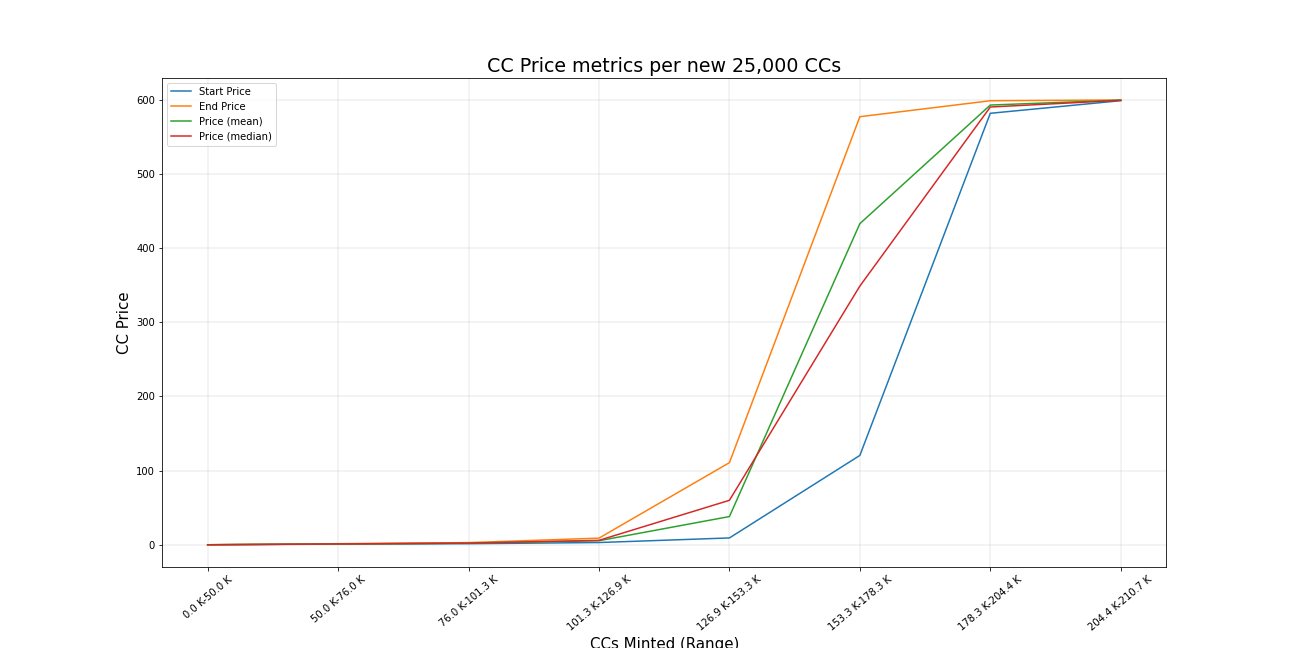 CC Price metrics per new 25,000 CCs
Start Price
End Price
Price (mean)
Price (median)
600
500
400
300
200
100
0
CC Price
0.0 K-50.0 K
50.0 K-76.0 K
76.0 K-101.3 K
101.3 K-126.9 K
126.9 K-153.3 K
153.3 K-178.3 K
178.3 K-204.4 K
204.4 K-210.7 K
CCs Minted (Range)